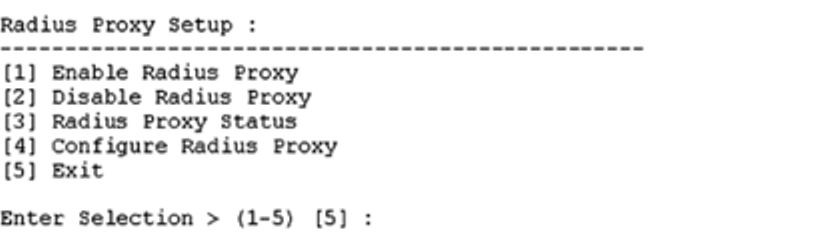 Radius Proxy Setup :
--------------------------------------------------
[1] Enable Radius Proxy
[2] Disable Radius Proxy
[3] Radius Proxy Status
[4] Configure Radius Proxy
[5] Exit
Enter Selection > (1-5) [5] :